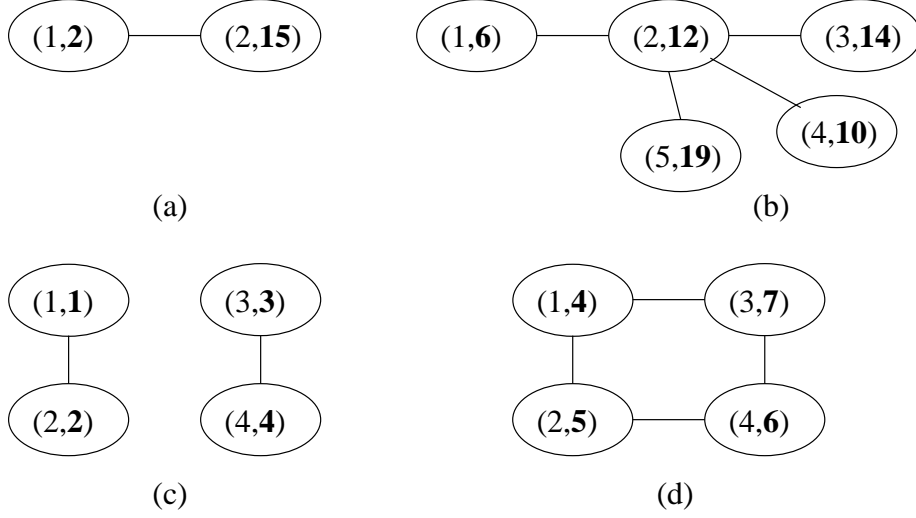 (1,2) (2,15) (1,6) (2,12) (3,14)
(5,19) (4,10)
(a) (b)
(1,1) (3,3) (1,4) (3,7)
(2,2) (4,4) (2,5) (4,6)
(c) (d)